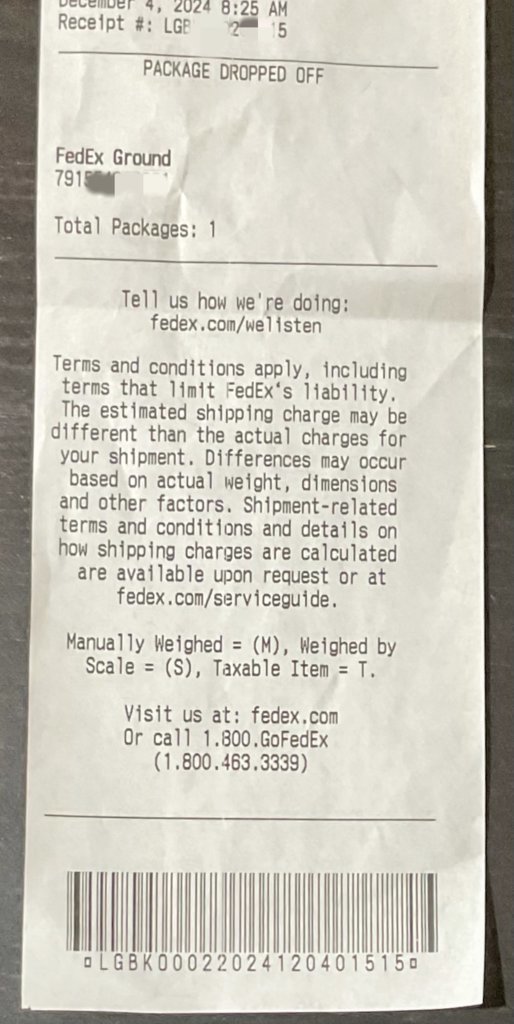 December 4, 2024 8:25 AM
Receipt #: LGB 2 15
PACKAGE DROPPED OFF
FedEx Ground
791
Total Packages: 1
Tell us how we're doing:
fedex.com/welisten
Terms and conditions apply, including
terms that limit FedEx's liability.
The estimated shipping charge may be
different than the actual charges for
your shipment. Differences may occur
based on actual weight, dimensions
and other factors. Shipment-related
terms and conditions and details on
how shipping charges are calculated
are available upon request or at
fedex.com/serviceguide.
Manually Weighed = (M), Weighed by
Scale = (S), Taxable Item = T.
Visit us at: fedex.com
Or call 1.800.GoFedEx
(1.800.463.3339)
¤LGBK00022024120401515¤